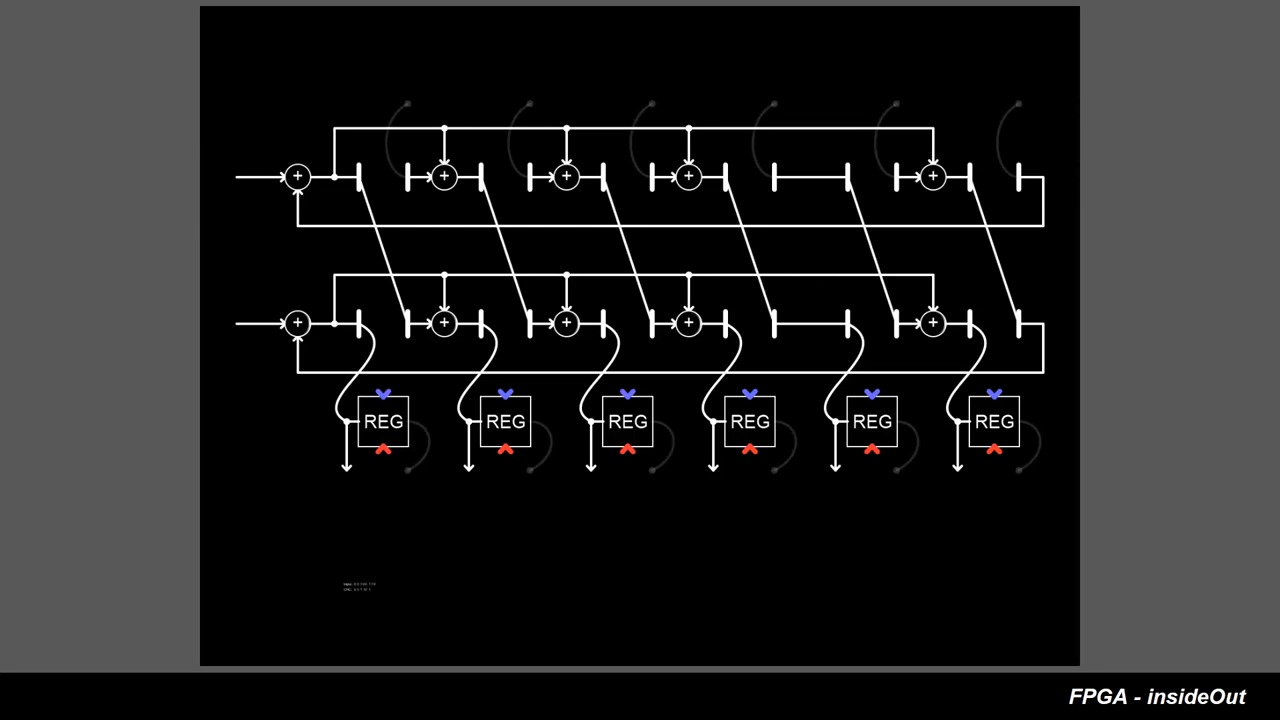 + + + + +
+ + + + +
REG REG REG REG REG REG
FPGA - insideOut